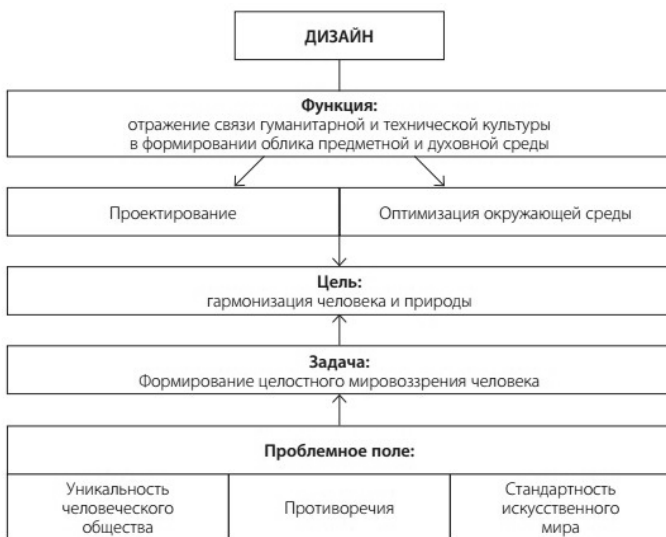 ДИЗАЙН
Функция:
отражение связи гуманитарной и технической культуры
в формировании облика предметной и духовной среды
Проектирование
Оптимизация окружающей среды
Цель:
гармонизация человека и природы
Задача:
Формирование целостного мировоззрения человека
Проблемное поле:
Уникальность
человеческого
общества
Противоречия
Стандартность
искусственного
мира